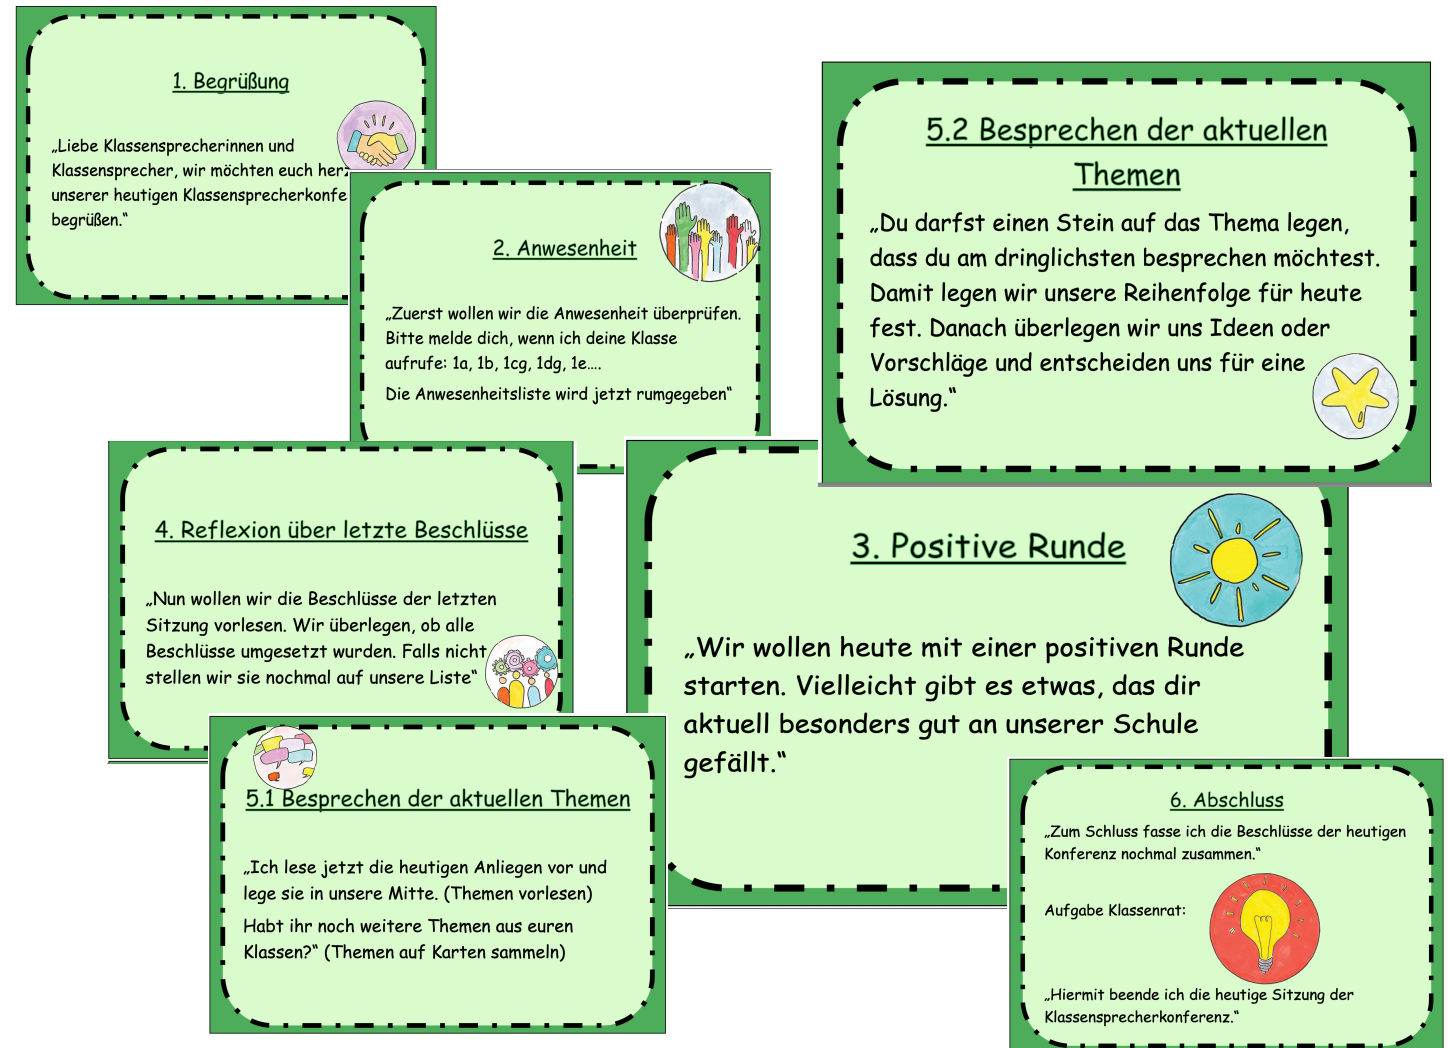 1. Begrüßung
„Liebe Klassensprecherinnen und
Klassensprecher, wir möchten euch
unserer heutigen
begrüßen.“
2. Anwesenheit
„Zuerst wollen wir die Anwesenheit überprüfen.
Bitte melde dich, wenn ich deine Klasse
aufrufe: 1a, 1b, 1cg, 1dg, 1e....
Die Anwesenheitsliste wird jetzt rumgegeben“
5.2 Besprechen der aktuellen
Themen
„Du darfst einen Stein auf das Thema legen,
dass du am dringlichsten besprechen möchtest.
Damit legen wir unsere Reihenfolge für heute
fest. Danach überlegen wir uns Ideen oder
Vorschläge und entscheiden uns für eine
Lösung.“
4. Reflexion über letzte Beschlüsse
„Nun wollen wir die Beschlüsse der letzten
Sitzung vorlesen. Wir überlegen, ob alle
Beschlüsse umgesetzt wurden. Falls nicht
stellen wir sie nochmal auf unsere Liste“
3. Positive Runde
„Wir wollen heute mit einer positiven Runde
starten. Vielleicht gibt es etwas, das dir
aktuell besonders gut an unserer Schule
gefällt.“
5.1 Besprechen der aktuellen Themen
„Ich lese jetzt die heutigen Anliegen vor und
lege sie in unsere Mitte. (Themen vorlesen)
Habt ihr noch weitere Themen aus euren
Klassen?“ (Themen auf Karten sammeln)
6. Abschluss
„Zum Schluss fasse ich die Beschlüsse der heutigen
Konferenz nochmal zusammen.“
Aufgabe Klassenrat:
„Hiermit beende ich die heutige Sitzung der
Klassensprecherkonferenz.“